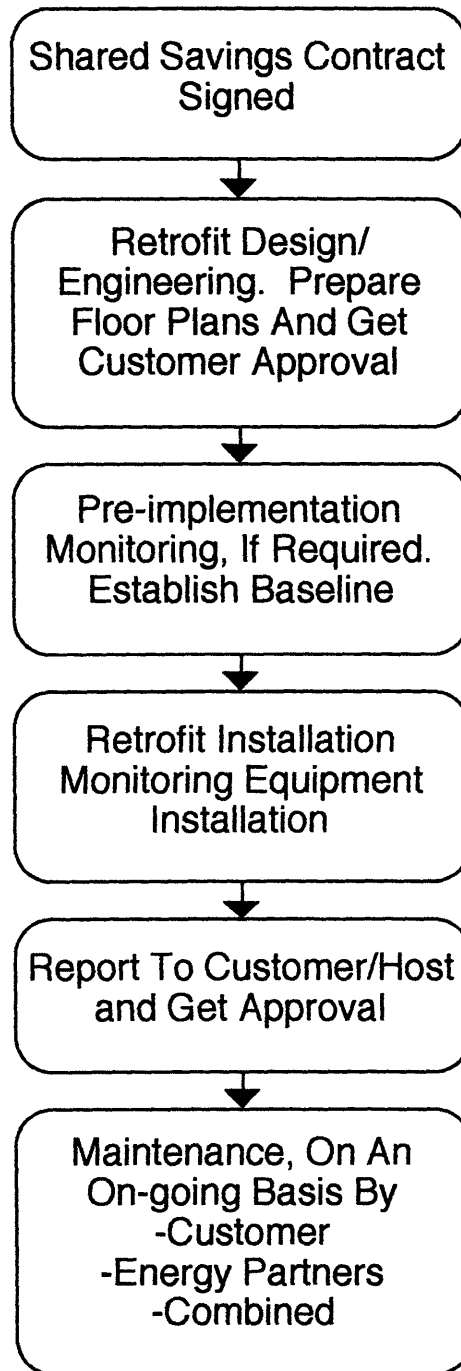 Shared Savings Contract
Signed
Retrofit Design/
Engineering. Prepare
Floor Plans And Get
Customer Approval
Pre-implementation
Monitoring, If Required.
Establish Baseline
Retrofit Installation
Monitoring Equipment
Installation
Report To Customer/Host
and Get Approval
Maintenance, On An
On-going Basis By
-Customer
-Energy Partners
-Combined